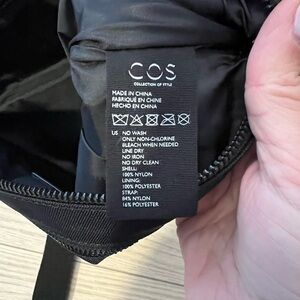 COS
COLLECTION OF STYLE
MADE IN CHINA
FABRIQUÉ EN CHINE
HECHO EN CHINA
US NO WASH
ONLY NON-CHLORINE
BLEACH WHEN NEEDED
LINE DRY
NO IRON
NO DRY CLEAN
SHELL:
100% NYLON
LINING:
100% POLYESTER
STRAP:
84% NYLON
16% POLYESTER